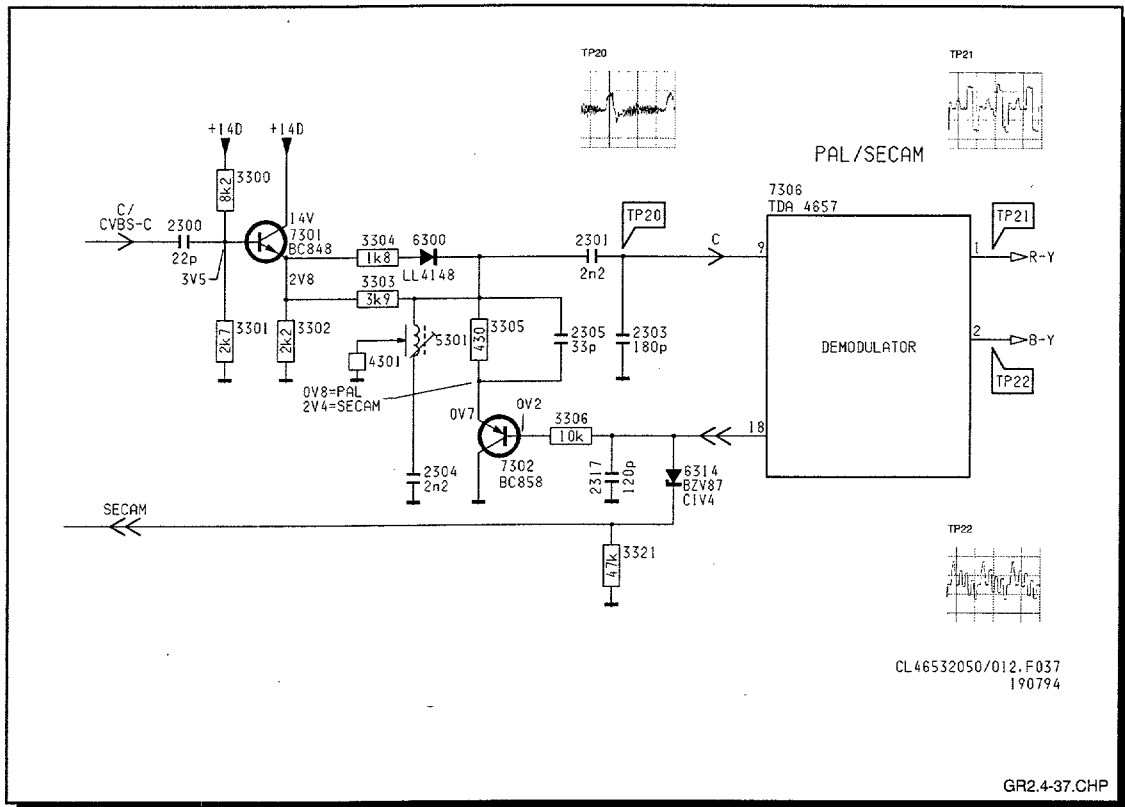 TP20
TP21
+14D
+14D
PAL/SECAM
8k2
3300
7306
TDA 4657
C/
CVBS-C
2300
22p
14V
7301
BC848
TP20
TP21
3304
1k8
6300
LL4148
2301
2n2
C
9
1
R-Y
3V5
2V8
3303
3k9
2k7
3301
2k2
3302
5301
430
3305
2305
33p
2303
180p
2
B-Y
DEMODULATOR
4301
TP22
0V8=PAL
2V4=SECAM
0V7
0V2
3306
10k
18
7302
BC858
2304
2n2
2317
120p
6314
BZV87
C1V4
SECAM
TP22
47k
3321
CL46532050/012.F037
190794
GR2.4-37.CHP